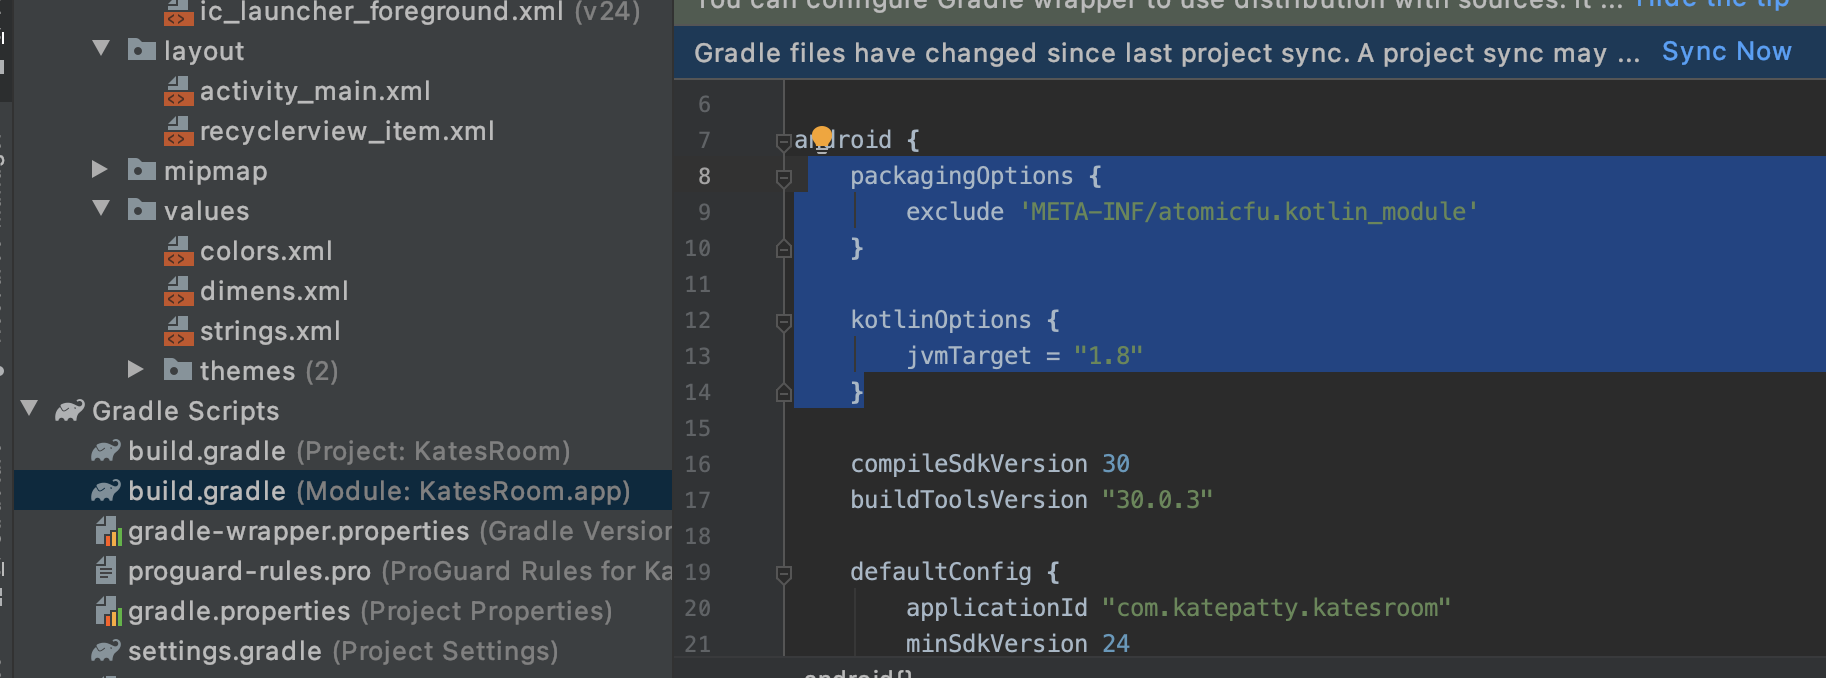 ic_launcher_foreground.xml (v24)
layout
activity_main.xml
recyclerview_item.xml
mipmap
values
colors.xml
dimens.xml
strings.xml
themes (2)
Gradle Scripts
build.gradle (Project: KatesRoom)
build.gradle (Module: KatesRoom.app)
gradle-wrapper.properties (Gradle Version
proguard-rules.pro (ProGuard Rules for Ka
gradle.properties (Project Properties)
settings.gradle (Project Settings)
You can configure Gradle wrapper to use distribution with sources. It ... Hide the tip
Gradle files have changed since last project sync. A project sync may ... Sync Now
6
7 android {
8 packagingOptions {
9 exclude 'META-INF/atomicfu.kotlin_module'
10 }
11
12 kotlinOptions {
13 jvmTarget = "1.8"
14 }
15
16 compileSdkVersion 30
17 buildToolsVersion "30.0.3"
18
19 defaultConfig {
20 applicationId "com.katepatty.katesroom"
21 minSdkVersion 24
android{}